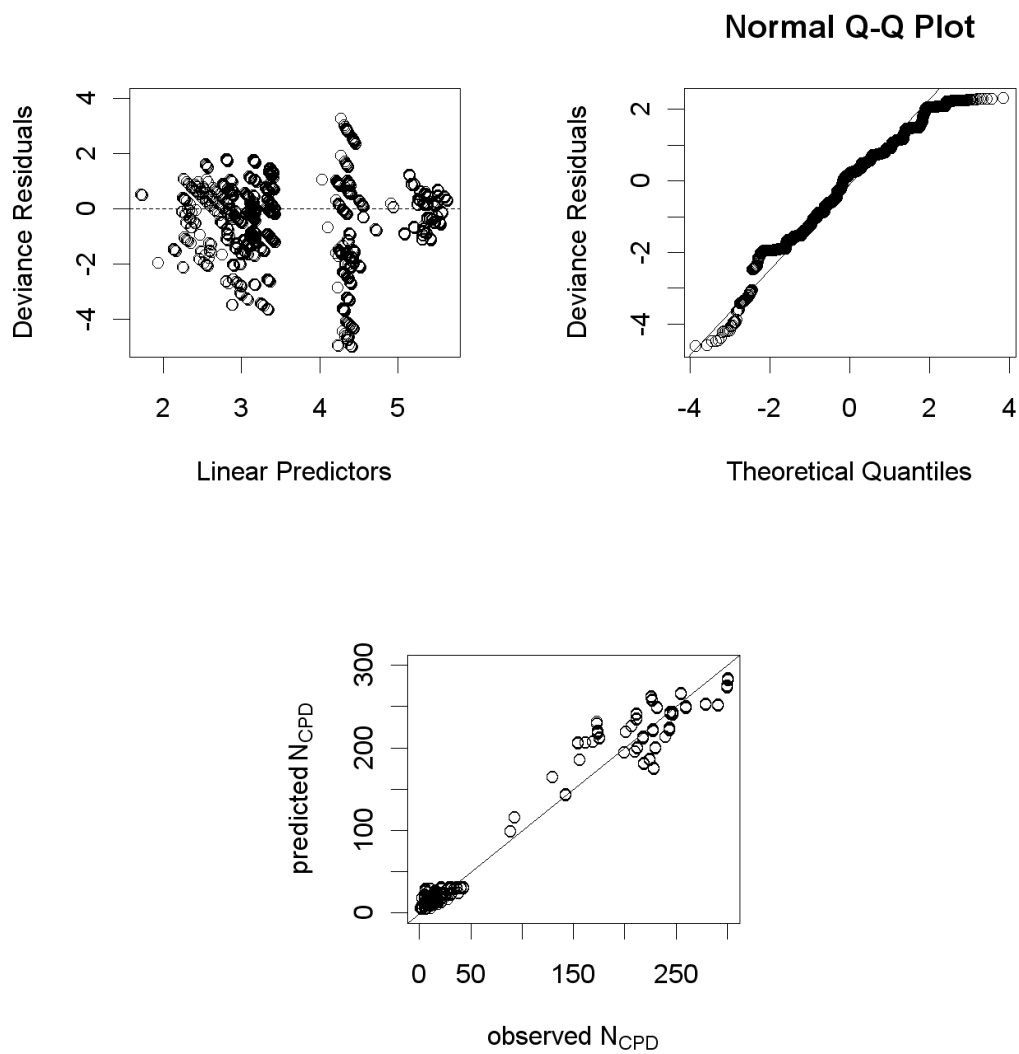 Normal Q-Q Plot
Deviance Residuals
4
2
0
-2
-4
2 3 4 5
Linear Predictors
Deviance Residuals
2
0
-2
-4
-4 -2 0 2 4
Theoretical Quantiles
predicted N_CPD
300
200
100
0
0 50 150 250
observed N_CPD